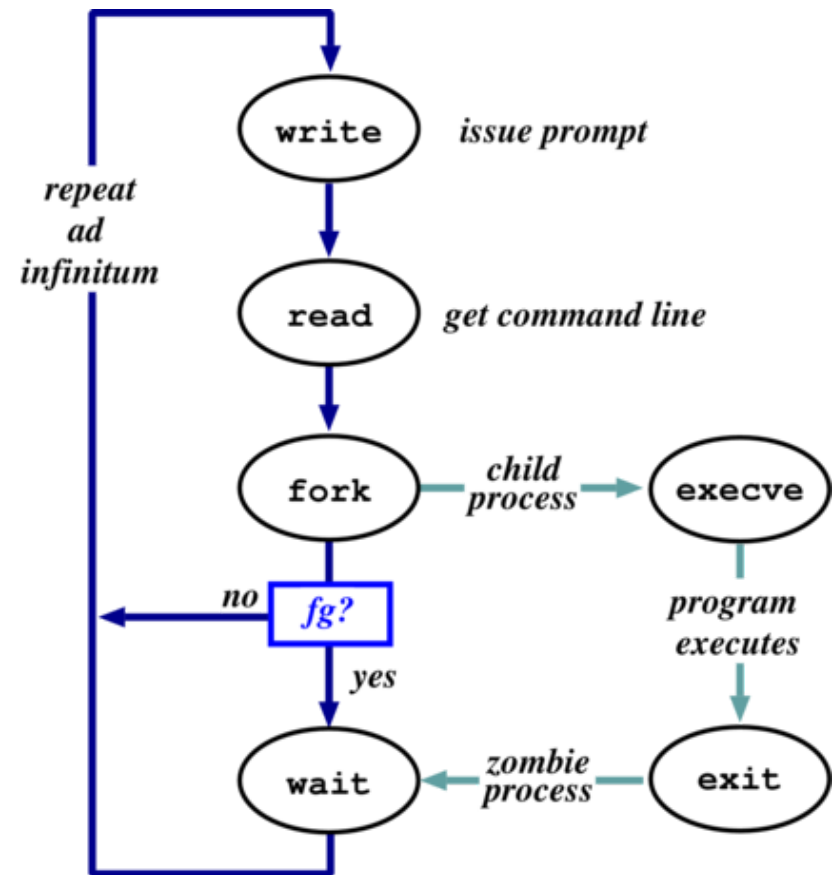 write
issue prompt
repeat
ad
infinitum
read
get command line
fork
child
process
execve
no
fg?
program
executes
yes
wait
zombie
process
exit